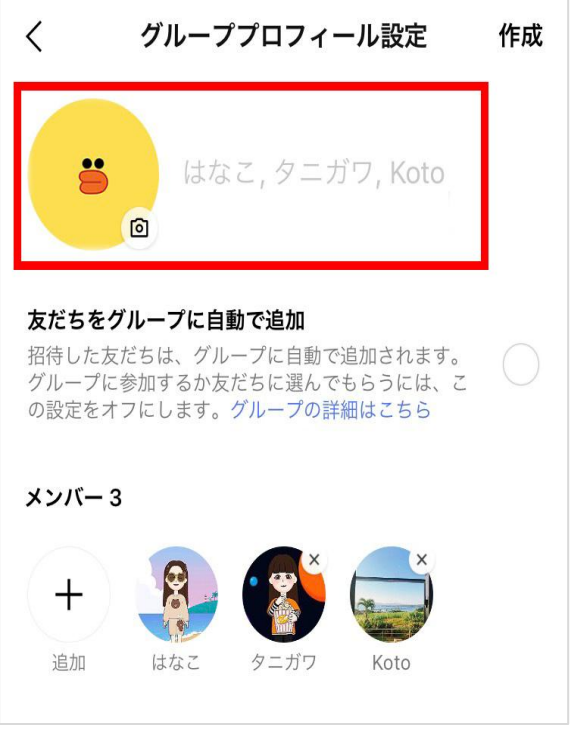 グループプロフィール設定 作成
はなこ, タニガワ, Koto
友だちをグループに自動で追加
招待した友だちは、グループに自動で追加されます。
グループに参加するか友だちに選んでもらうには、こ
の設定をオフにします。グループの詳細はこちら
メンバー 3
追加 はなこ タニガワ Koto